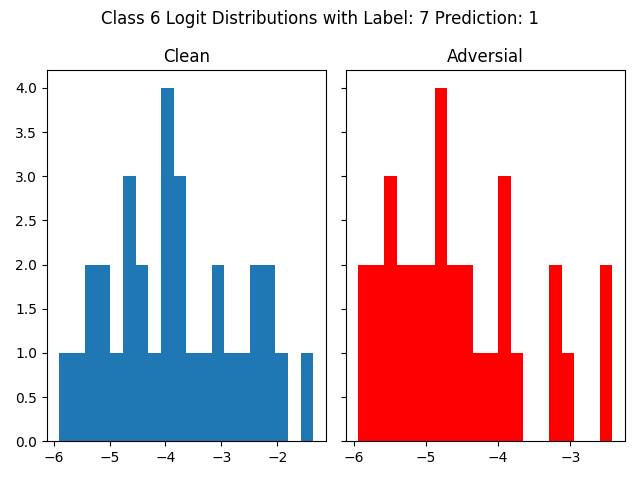 Class 6 Logit Distributions with Label: 7 Prediction: 1
Clean
Adversial
4.0
3.5
3.0
2.5
2.0
1.5
1.0
0.5
0.0
−6 −5 −4 −3 −2
−6 −5 −4 −3